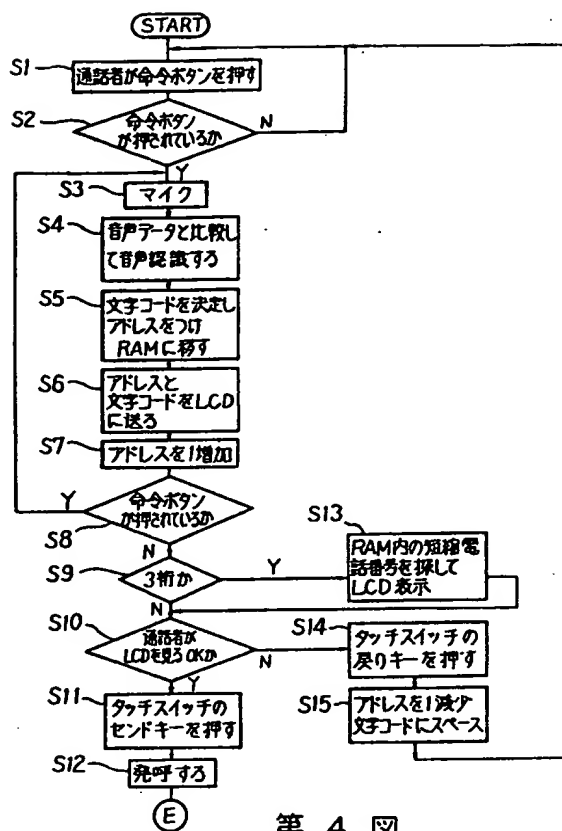 START
S1
通話者が命令ボタンを押す
S2
命令ボタン
が押されているか
N
Y
S3
マイク
S4
音声データと比較し
て音声認識する
S5
文字コードを決定し
アドレスをつけ
RAMに移す
S6
アドレスと
文字コードをLCD
に送る
S7
アドレスを1増加
Y
命令ボタン
が押されているか
S8
N
S13
RAM内の短縮電
話番号を探して
LCD表示
S9
3桁か
Y
N
S10
通話者が
LCDを見るOKか
N
S14
タッチスイッチの
戻りキーを押す
Y
S11
タッチスイッチの
センドキーを押す
S15
アドレスを1減少
文字コードにスペース
S12
発呼する
E
第4図